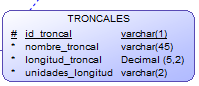 TRONCALES
# id_troncal varchar(1)
* nombre_troncal varchar(45)
* longitud_troncal Decimal (5,2)
* unidades_longitud varchar(2)